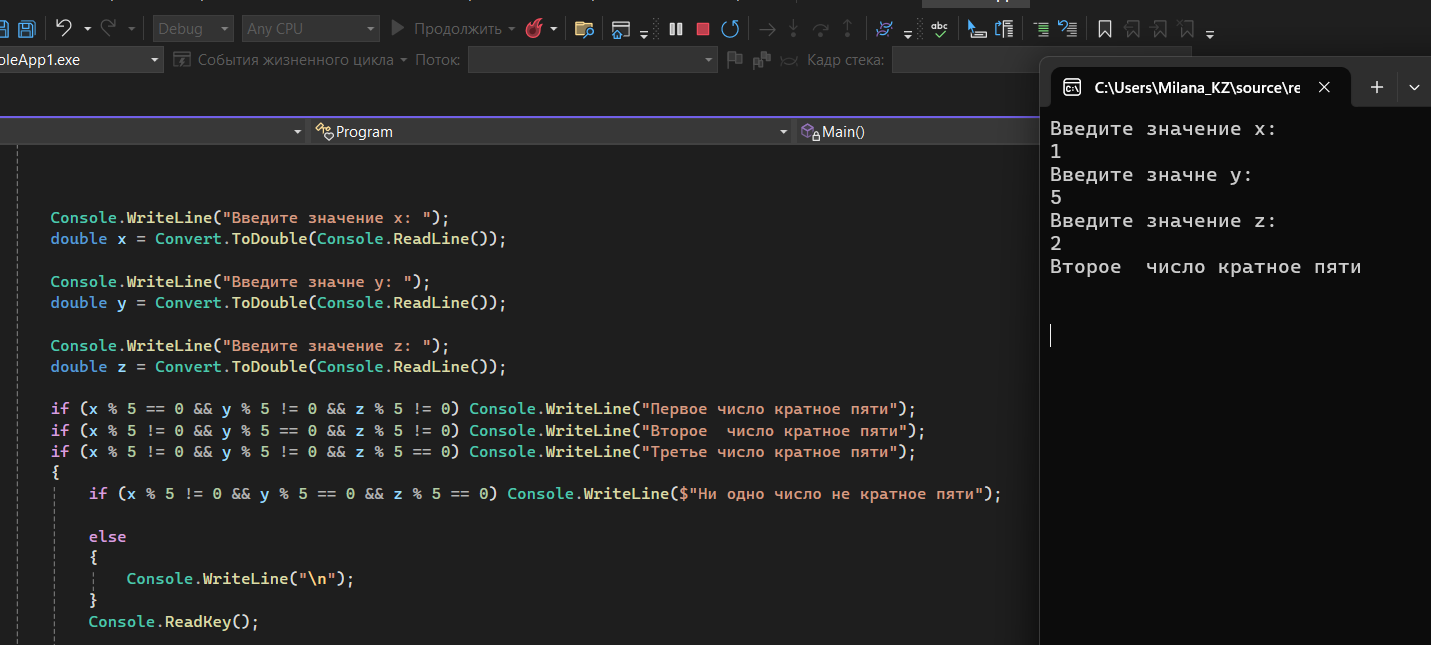 Debug Any CPU Продолжить abc
oleApp1.exe События жизненного цикла Поток: Кадр стека:
Program Main()
Console.WriteLine("Введите значение x: ");
double x = Convert.ToDouble(Console.ReadLine());
Console.WriteLine("Введите значне y: ");
double y = Convert.ToDouble(Console.ReadLine());
Console.WriteLine("Введите значение z: ");
double z = Convert.ToDouble(Console.ReadLine());
if (x % 5 == 0 && y % 5 != 0 && z % 5 != 0) Console.WriteLine("Первое число кратное пяти");
if (x % 5 != 0 && y % 5 == 0 && z % 5 != 0) Console.WriteLine("Второе  число кратное пяти");
if (x % 5 != 0 && y % 5 != 0 && z % 5 == 0) Console.WriteLine("Третье число кратное пяти");
{
if (x % 5 != 0 && y % 5 == 0 && z % 5 == 0) Console.WriteLine($"Ни одно число не кратное пяти");
else
{
Console.WriteLine("\n");
}
Console.ReadKey();
C:\Users\Milana_KZ\source\re
Введите значение x:
1
Введите значне y:
5
Введите значение z:
2
Второе  число кратное пяти